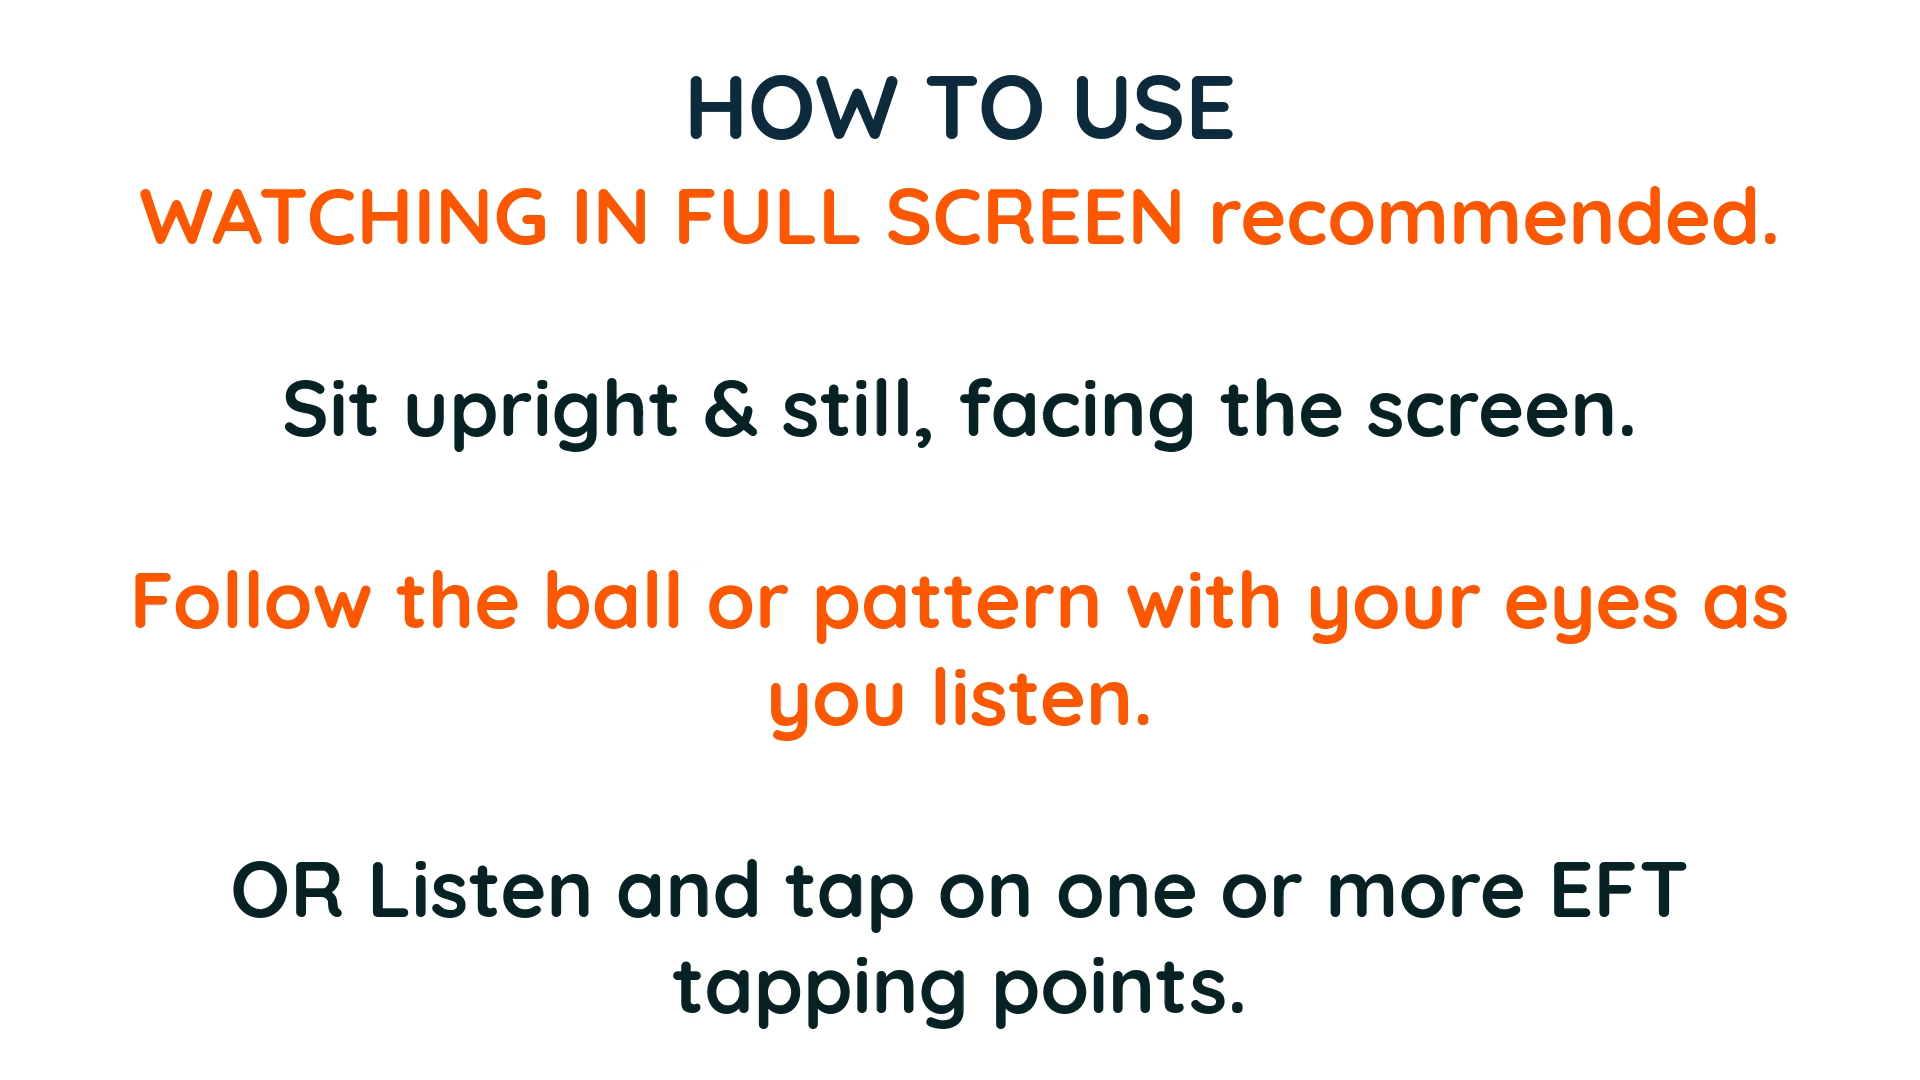 HOW TO USE
WATCHING IN FULL SCREEN recommended.
Sit upright & still, facing the screen.
Follow the ball or pattern with your eyes as
you listen.
OR Listen and tap on one or more EFT
tapping points.